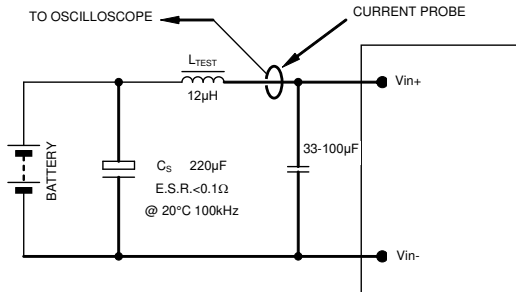 TO OSCILLOSCOPE
CURRENT PROBE
LTEST
12µH
Vin+
BATTERY
CS 220µF
E.S.R.<0.1Ω
@ 20°C 100kHz
33-100µF
Vin-